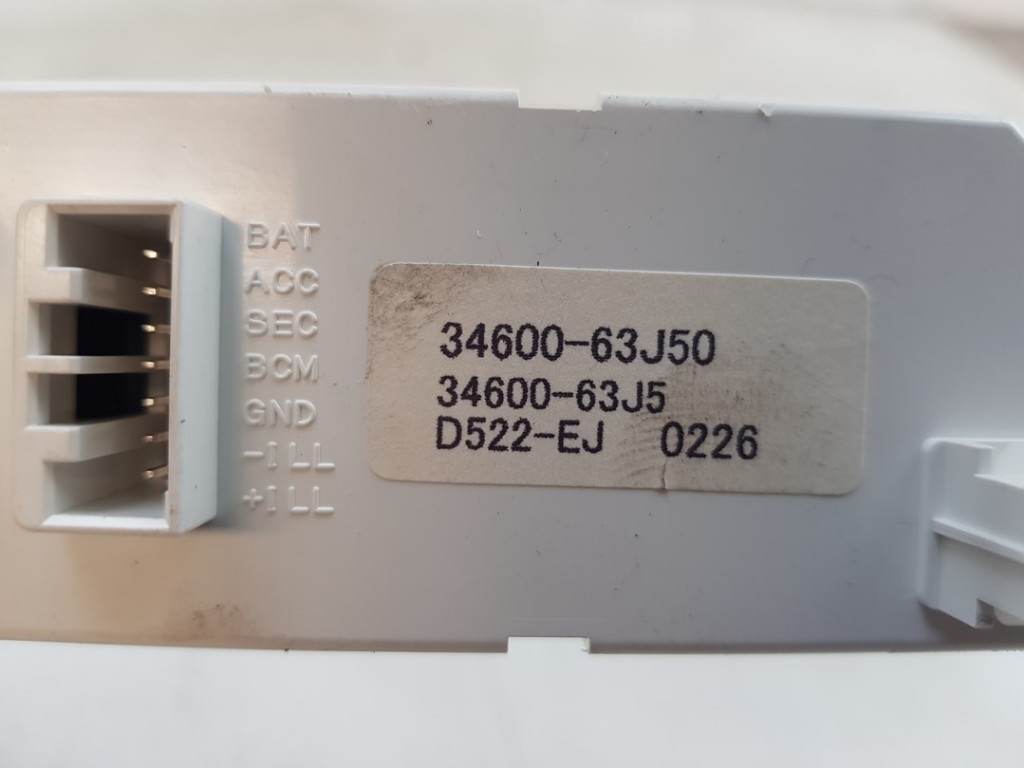 BAT
ACC
SEC
BCM
GND
-ILL
+ILL
34600-63J50
34600-63J5
D522-EJ 0226